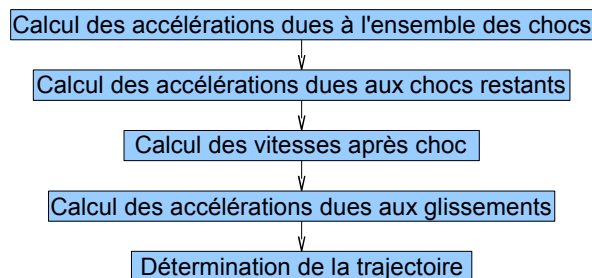 Calcul des accélérations dues à l'ensemble des chocs
Calcul des accélérations dues aux chocs restants
Calcul des vitesses après choc
Calcul des accélérations dues aux glissements
Détermination de la trajectoire